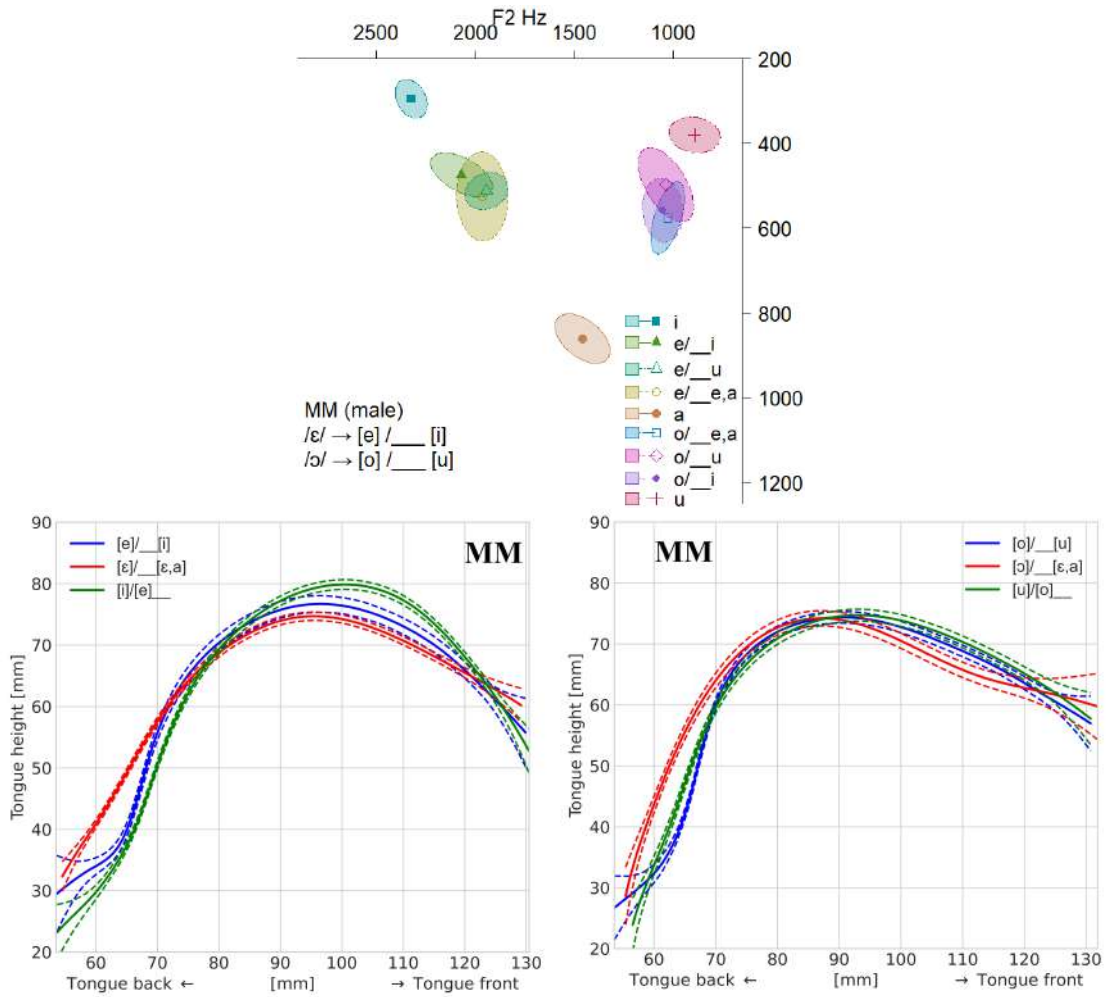 F2 Hz
2500 2000 1500 1000
200
400
600
800
1000
1200
i
e/__i
e/__u
e/__e,a
a
o/__e,a
o/__u
o/__i
u
MM (male)
/ɛ/ → [e] /___ [i]
/ɔ/ → [o] /___ [u]
90
80
70
60
50
40
30
20
Tongue height [mm]
[e]/__[i]
[ɛ]/__[ɛ,a]
[i]/[e]__
MM
60 70 80 90 100 110 120 130
Tongue back ← [mm] → Tongue front
90
80
70
60
50
40
30
20
Tongue height [mm]
MM
[o]/__[u]
[ɔ]/__[ɛ,a]
[u]/[o]__
60 70 80 90 100 110 120 130
Tongue back ← [mm] → Tongue front